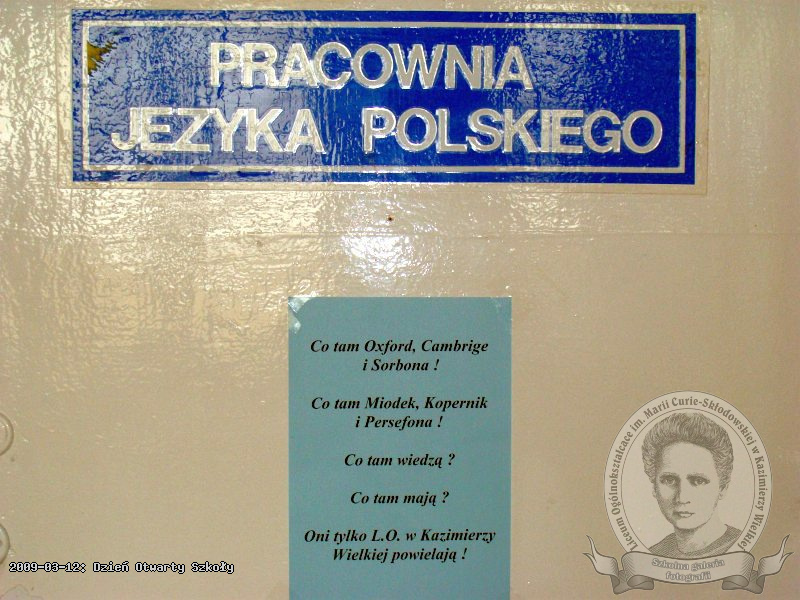 PRACOWNIA
JEZYKA POLSKIEGO
Co tam Oxford, Cambrige
i Sorbona !
Co tam Miodek, Kopernik
i Persefona !
Co tam wiedzą ?
Co tam mają ?
Oni tylko L.O. w Kazimierzy
Wielkiej powielają !
Liceum Ogólnokształcące im. Marii Curie-Skłodowskiej w Kazimierzy Wielkiej
Szkolna galeria
fotografii
2009-03-12: Dzień Otwarty Szkoły